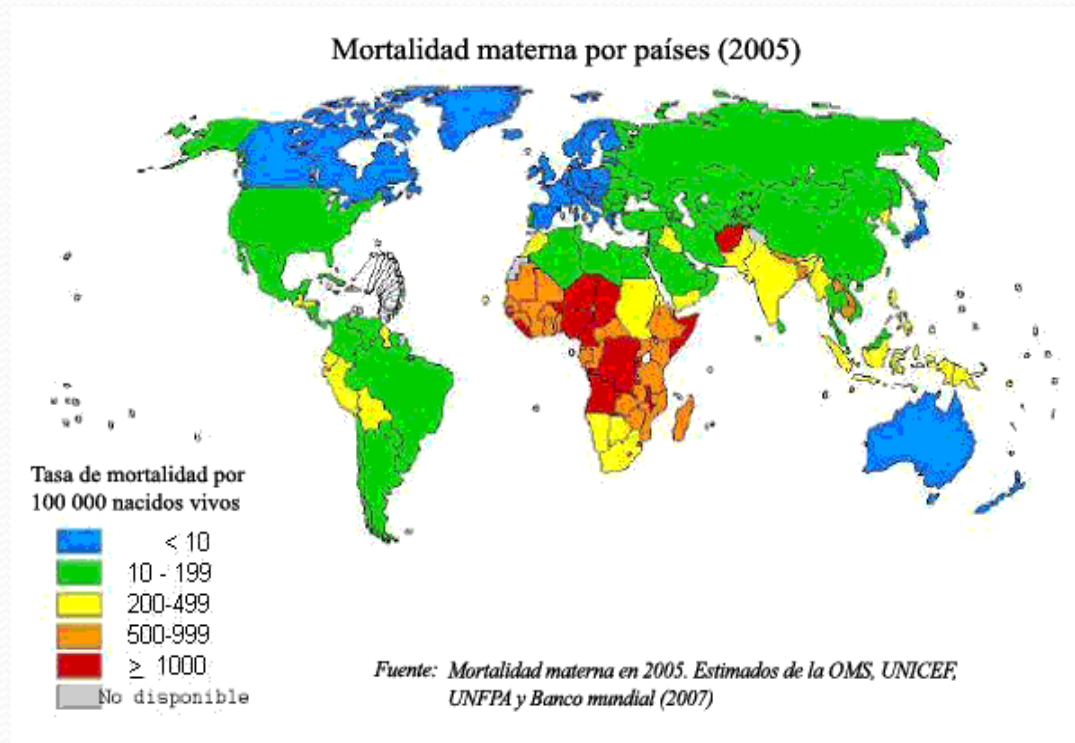 Mortalidad materna por países (2005)
Tasa de mortalidad por
100 000 nacidos vivos
< 10
10 - 199
200-499
500-999
≥ 1000
No disponible
Fuente: Mortalidad materna en 2005. Estimados de la OMS, UNICEF,
UNFPA y Banco mundial (2007)